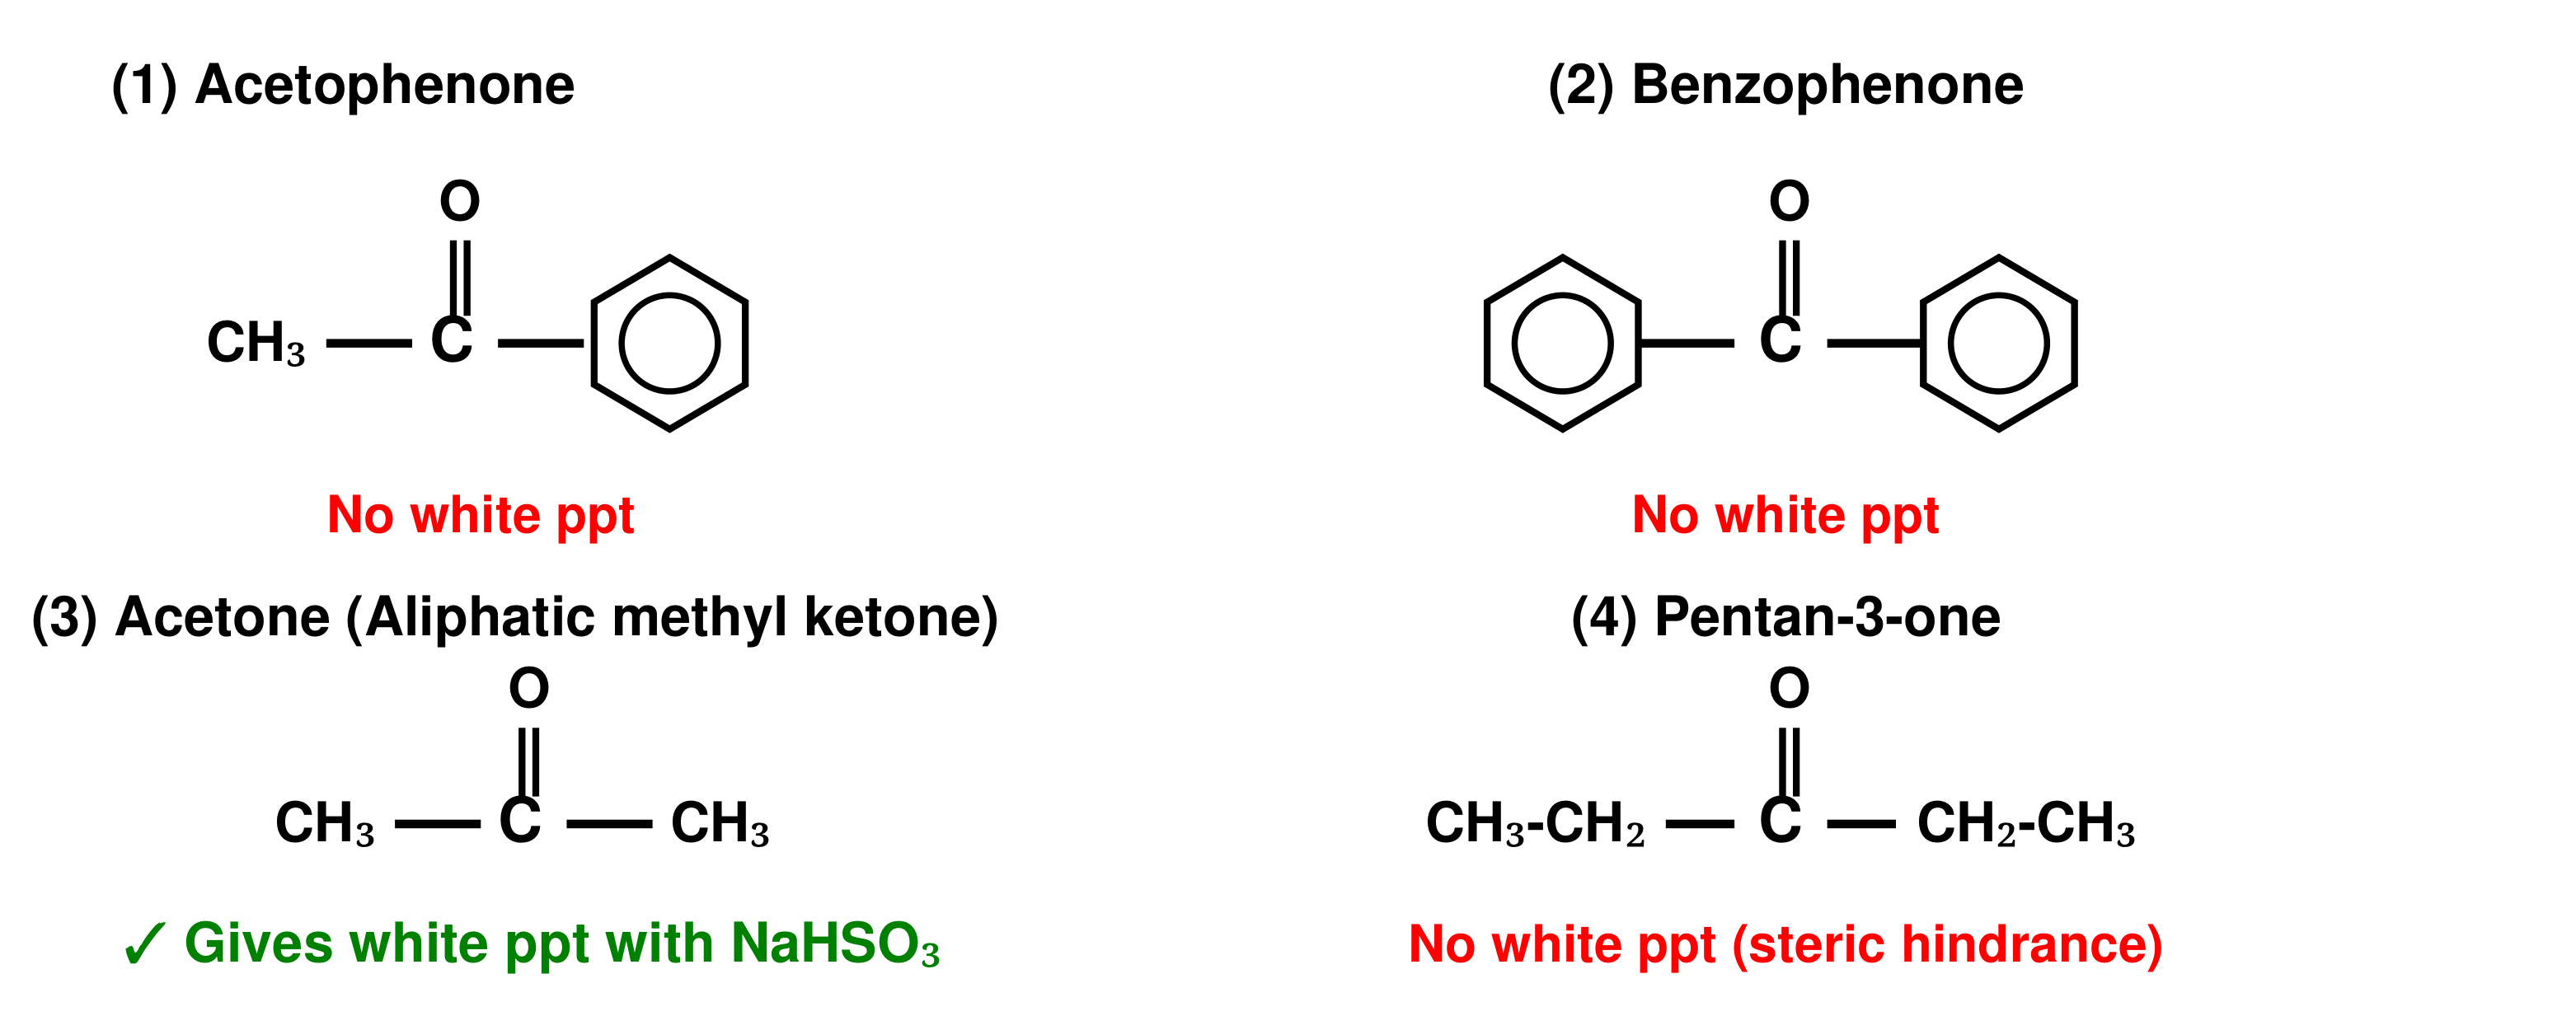 (1) Acetophenone
O
CH₃ C
No white ppt
(2) Benzophenone
O
C
No white ppt
(3) Acetone (Aliphatic methyl ketone)
O
CH₃ C CH₃
✓ Gives white ppt with NaHSO₃
(4) Pentan-3-one
O
CH₃-CH₂ C CH₂-CH₃
No white ppt (steric hindrance)